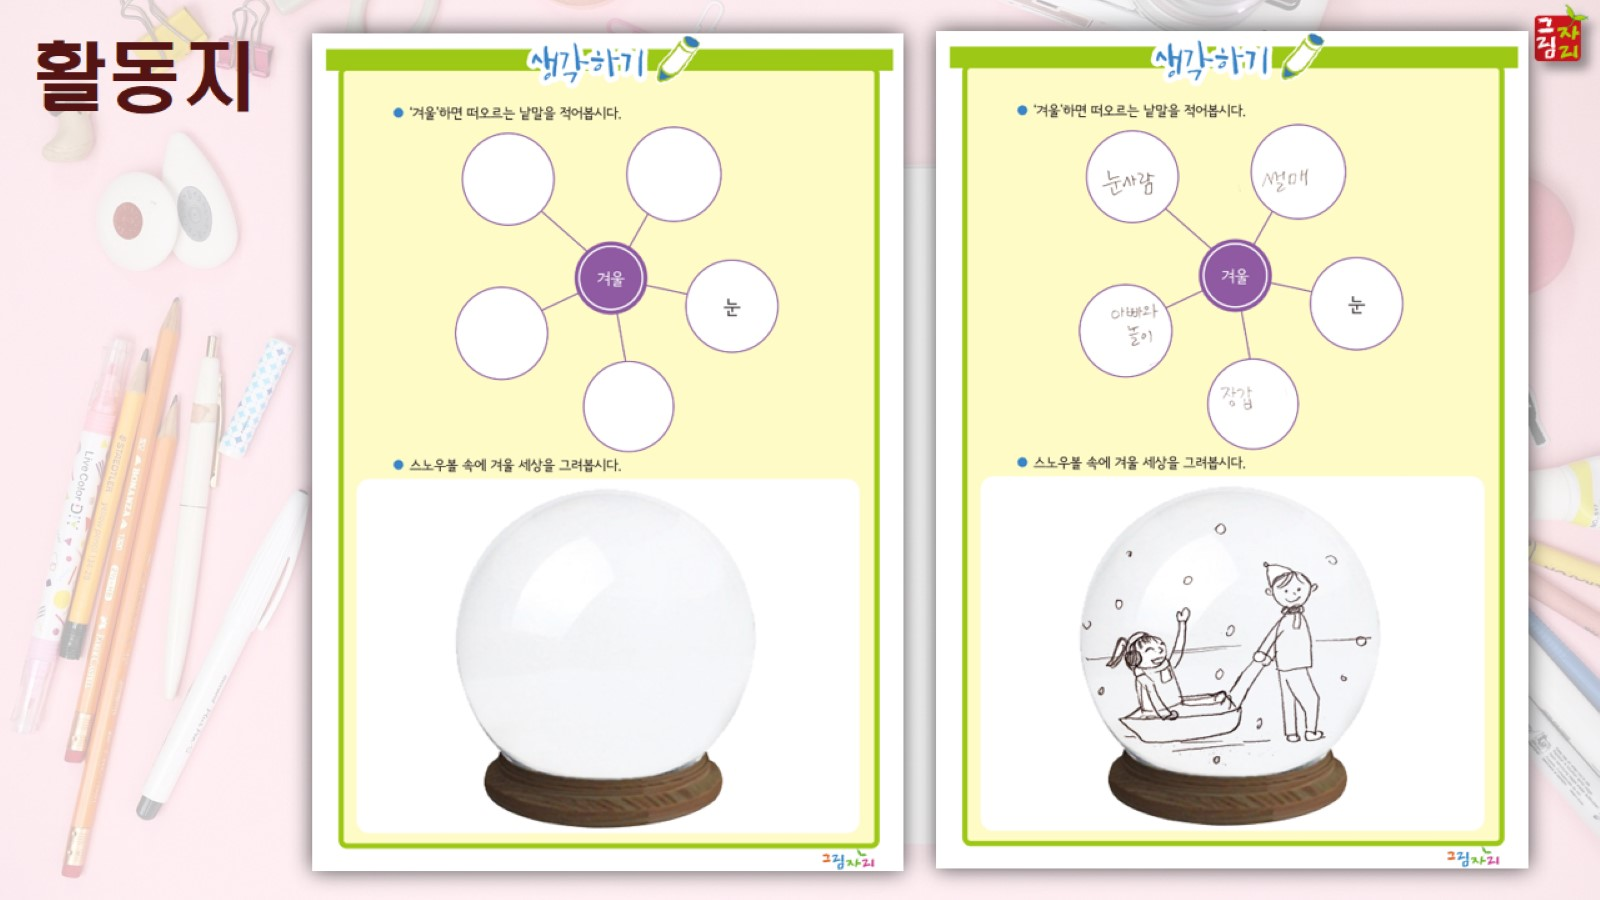 활동지
생각하기
'겨울'하면 떠오르는 낱말을 적어봅시다.
겨울
눈
스노우볼 속에 겨울 세상을 그려봅시다.
그림자리
생각하기
'겨울'하면 떠오르는 낱말을 적어봅시다.
눈사람
썰매
겨울
아빠와
놀이
눈
장갑
스노우볼 속에 겨울 세상을 그려봅시다.
그림자리
그림자리
Live Color DIY